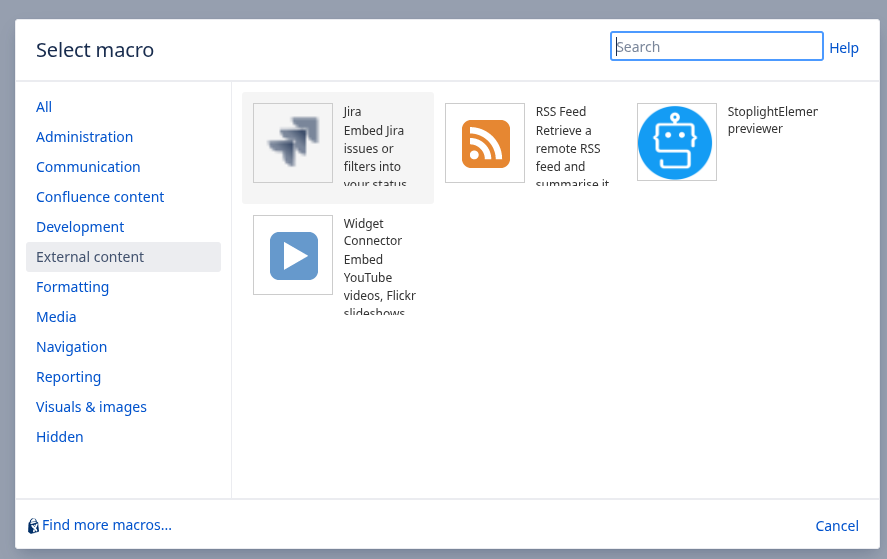 Select macro
Search
Help
All
Administration
Communication
Confluence content
Development
External content
Formatting
Media
Navigation
Reporting
Visuals & images
Hidden
Jira
Embed Jira
issues or
filters into
your status
RSS Feed
Retrieve a
remote RSS
feed and
summarise it
StoplightElemer
previewer
Widget
Connector
Embed
YouTube
videos, Flickr
slideshows
Find more macros...
Cancel